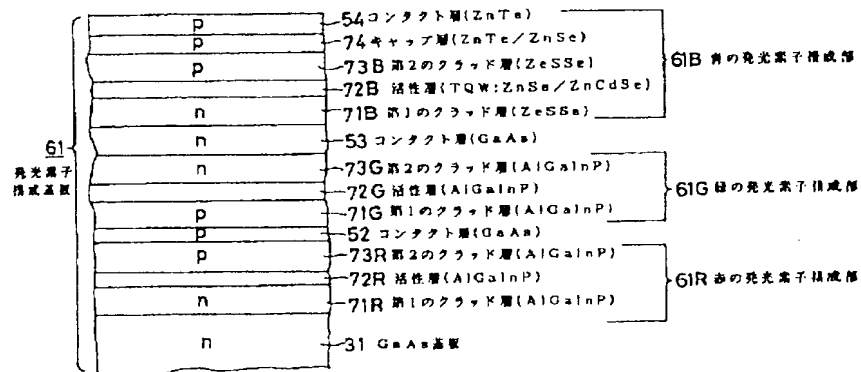 p 54 コンタクト層(ZnTe)
p 74 キャップ層(ZnTe/ZnSe)
p 73B 第2のクラッド層(ZeSSe)
72B 活性層(TQW:ZnSe/ZnCdSe)
n 71B 第1のクラッド層(ZeSSe)
61B 青の発光素子構成部
n 53 コンタクト層(GaAs)
61
発光素子
構成基板
n 73G 第2のクラッド層(AlGaInP)
72G 活性層(AlGaInP)
p 71G 第1のクラッド層(AlGaInP)
61G 緑の発光素子構成部
p 52 コンタクト層(GaAs)
p 73R 第2のクラッド層(AlGaInP)
72R 活性層(AlGaInP)
n 71R 第1のクラッド層(AlGaInP)
61R 赤の発光素子構成部
n 31 GaAs基板